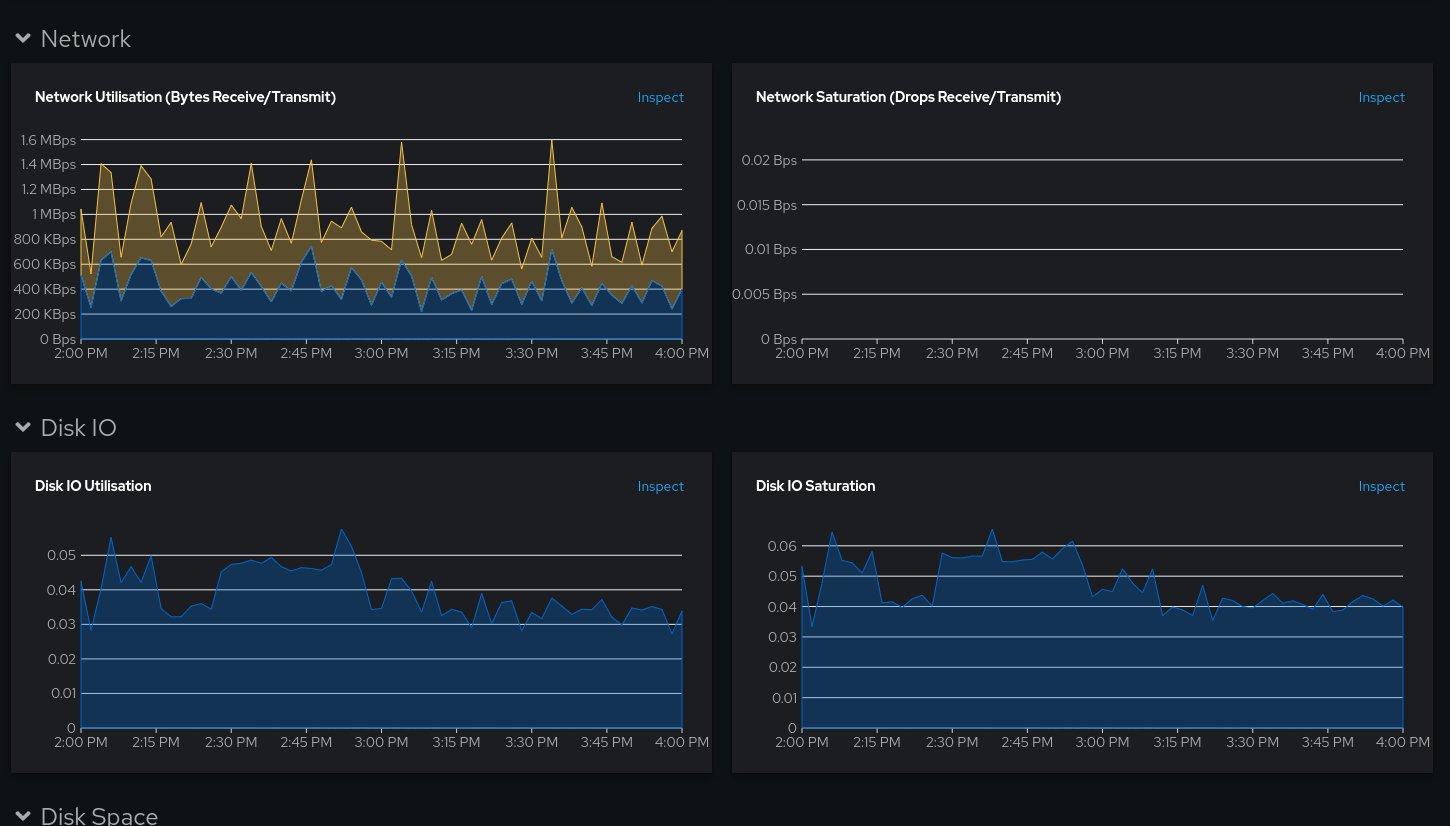 Network
Network Utilisation (Bytes Receive/Transmit)
Inspect
1.6 MBps
1.4 MBps
1.2 MBps
1 MBps
800 KBps
600 KBps
400 KBps
200 KBps
0 Bps
2:00 PM 2:15 PM 2:30 PM 2:45 PM 3:00 PM 3:15 PM 3:30 PM 3:45 PM 4:00 PM
Network Saturation (Drops Receive/Transmit)
Inspect
0.02 Bps
0.015 Bps
0.01 Bps
0.005 Bps
0 Bps
2:00 PM 2:15 PM 2:30 PM 2:45 PM 3:00 PM 3:15 PM 3:30 PM 3:45 PM 4:00 PM
Disk IO
Disk IO Utilisation
Inspect
0.05
0.04
0.03
0.02
0.01
0
2:00 PM 2:15 PM 2:30 PM 2:45 PM 3:00 PM 3:15 PM 3:30 PM 3:45 PM 4:00 PM
Disk IO Saturation
Inspect
0.06
0.05
0.04
0.03
0.02
0.01
0
2:00 PM 2:15 PM 2:30 PM 2:45 PM 3:00 PM 3:15 PM 3:30 PM 3:45 PM 4:00 PM
Disk Space